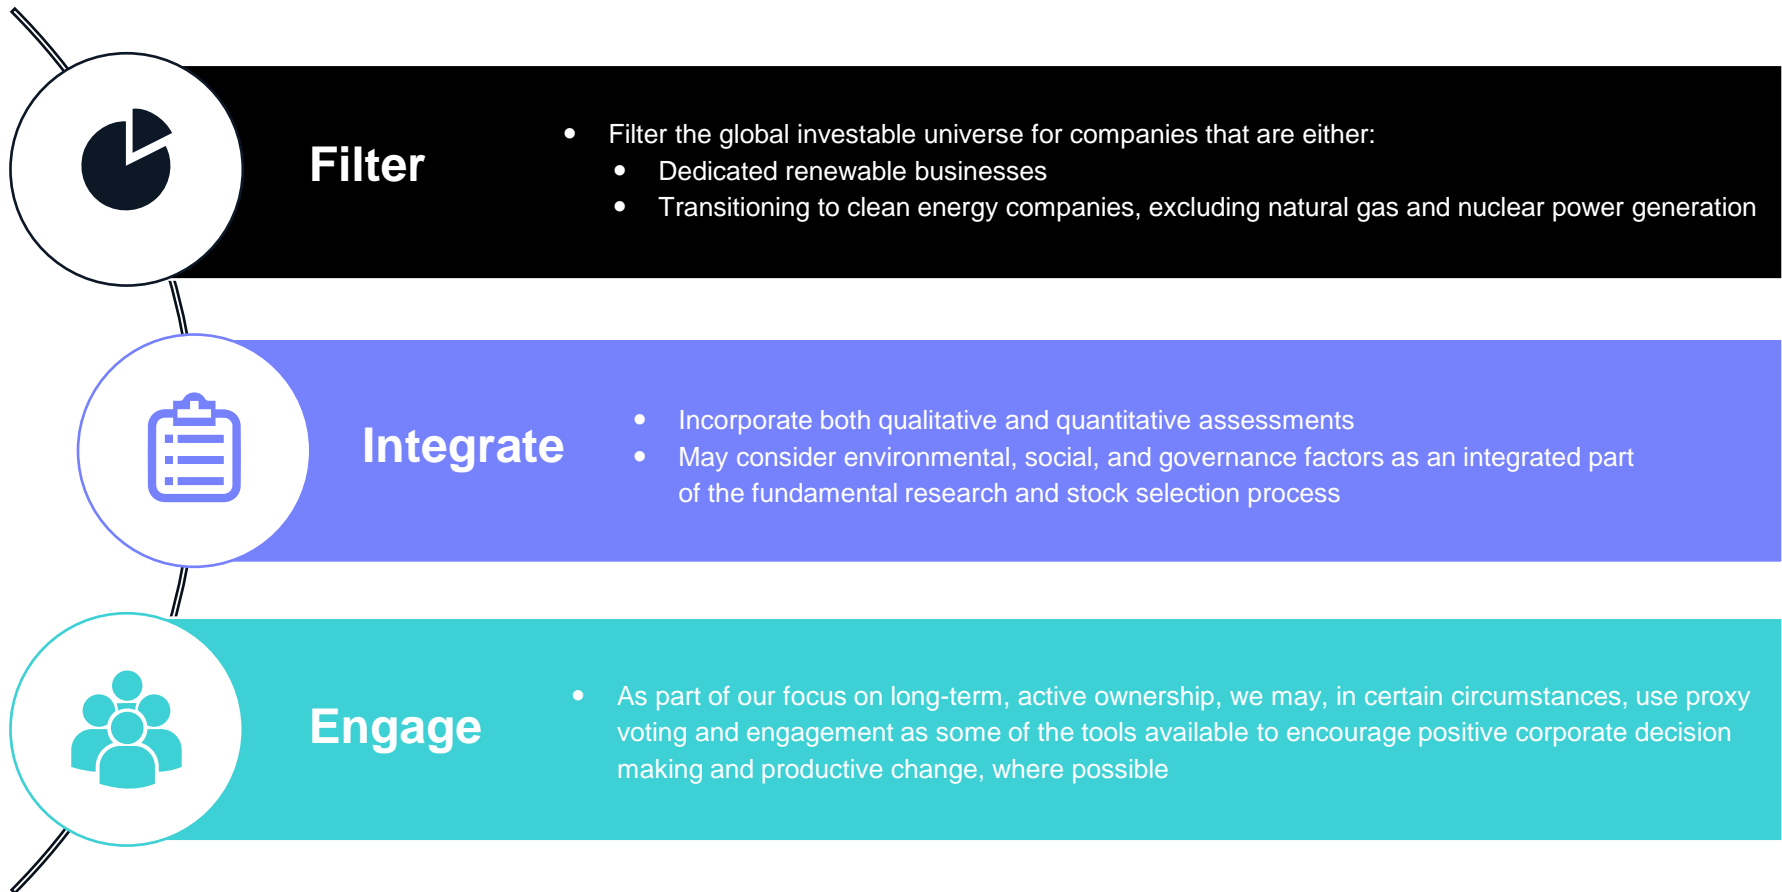 Filter
• Filter the global investable universe for companies that are either:
• Dedicated renewable businesses
• Transitioning to clean energy companies, excluding natural gas and nuclear power generation
Integrate
• Incorporate both qualitative and quantitative assessments
• May consider environmental, social, and governance factors as an integrated part
of the fundamental research and stock selection process
Engage
• As part of our focus on long-term, active ownership, we may, in certain circumstances, use proxy
voting and engagement as some of the tools available to encourage positive corporate decision
making and productive change, where possible